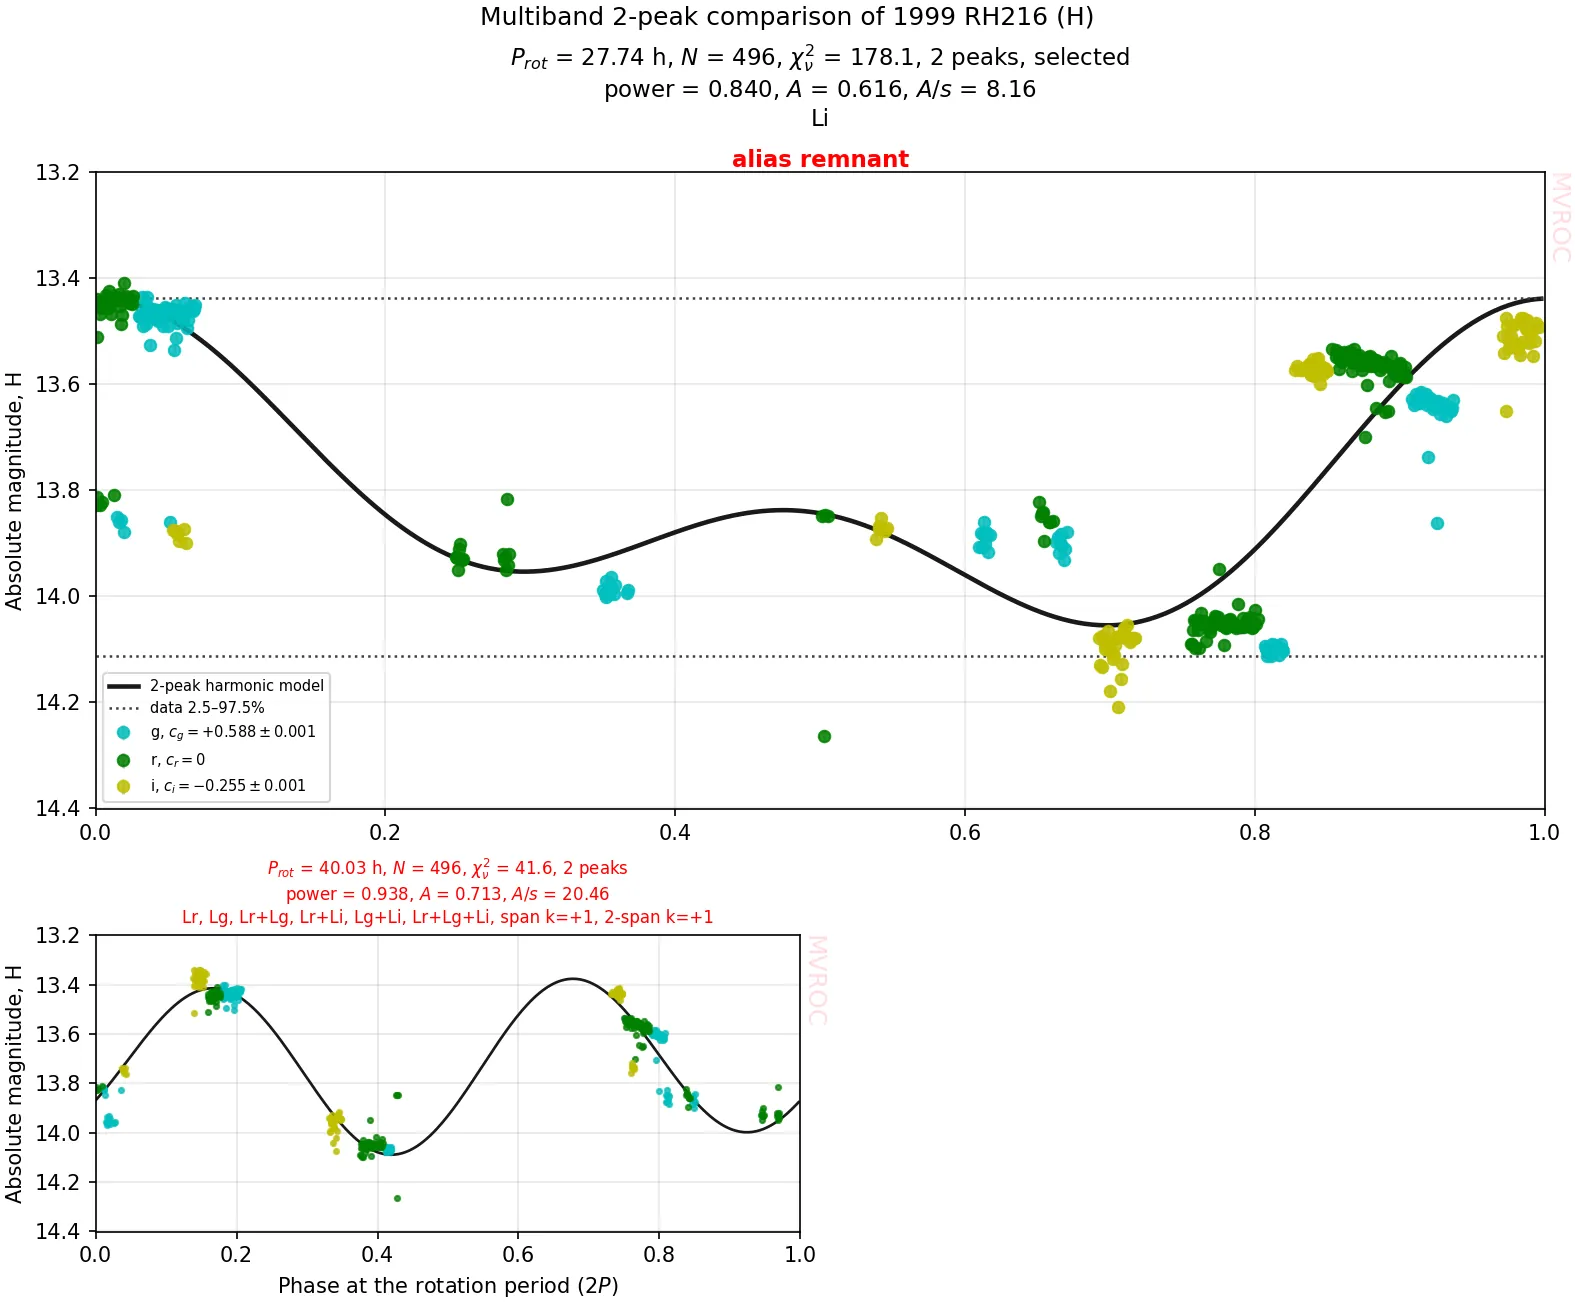 Multiband 2-peak comparison of 1999 RH216 (H)
P_rot = 27.74 h, N = 496, χ²_ν = 178.1, 2 peaks, selected
power = 0.840, A = 0.616, A/s = 8.16
Li
alias remnant
13.2
13.4
13.6
13.8
14.0
14.2
14.4
Absolute magnitude, H
2-peak harmonic model
data 2.5–97.5%
g, c_g = +0.588 ± 0.001
r, c_r = 0
i, c_i = −0.255 ± 0.001
0.0 0.2 0.4 0.6 0.8 1.0
MVROC
P_rot = 40.03 h, N = 496, χ²_ν = 41.6, 2 peaks
power = 0.938, A = 0.713, A/s = 20.46
Lr, Lg, Lr+Lg, Lr+Li, Lg+Li, Lr+Lg+Li, span k=+1, 2-span k=+1
13.2
13.4
13.6
13.8
14.0
14.2
14.4
Absolute magnitude, H
0.0 0.2 0.4 0.6 0.8 1.0
Phase at the rotation period (2P)
MVROC